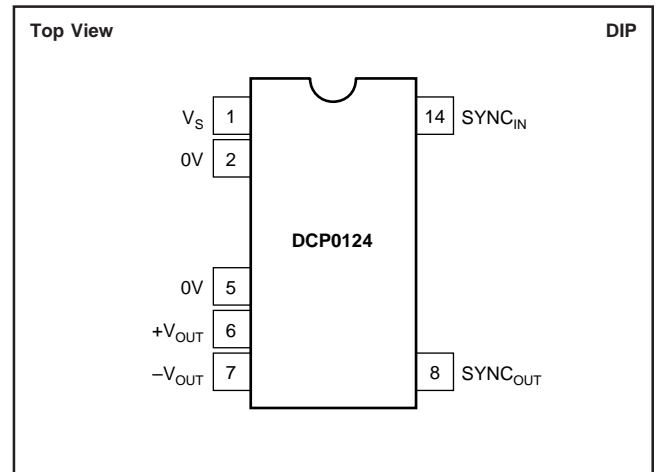 Top View DIP
V_S 1 14 SYNC_IN
0V 2
DCP0124
0V 5
+V_OUT 6
–V_OUT 7 8 SYNC_OUT